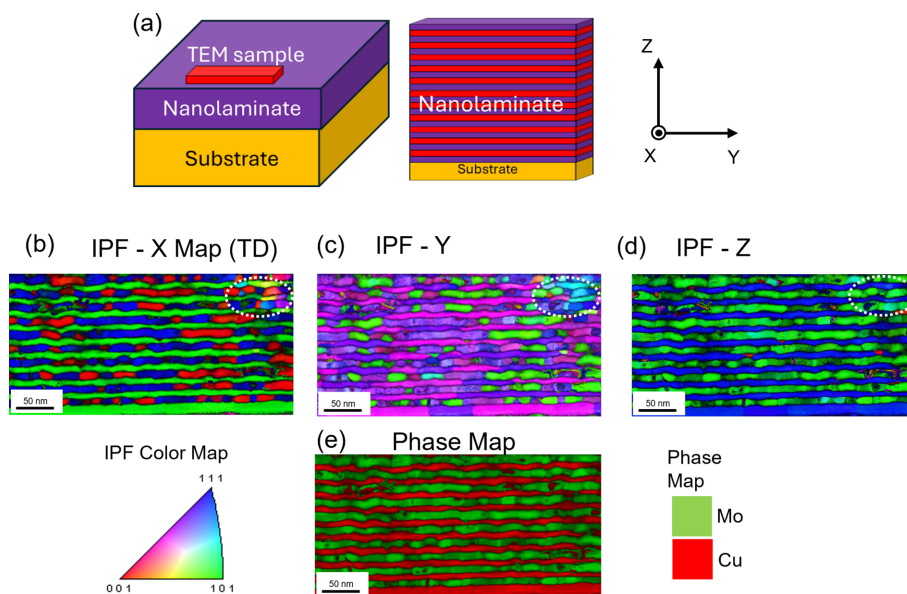 (a)
TEM sample
Nanolaminate
Substrate
Nanolaminate
Substrate
Z
X
Y
(b) IPF - X Map (TD)
(c) IPF - Y
(d) IPF - Z
50 nm
50 nm
50 nm
IPF Color Map
1 1 1
0 0 1
1 0 1
(e) Phase Map
50 nm
Phase
Map
Mo
Cu